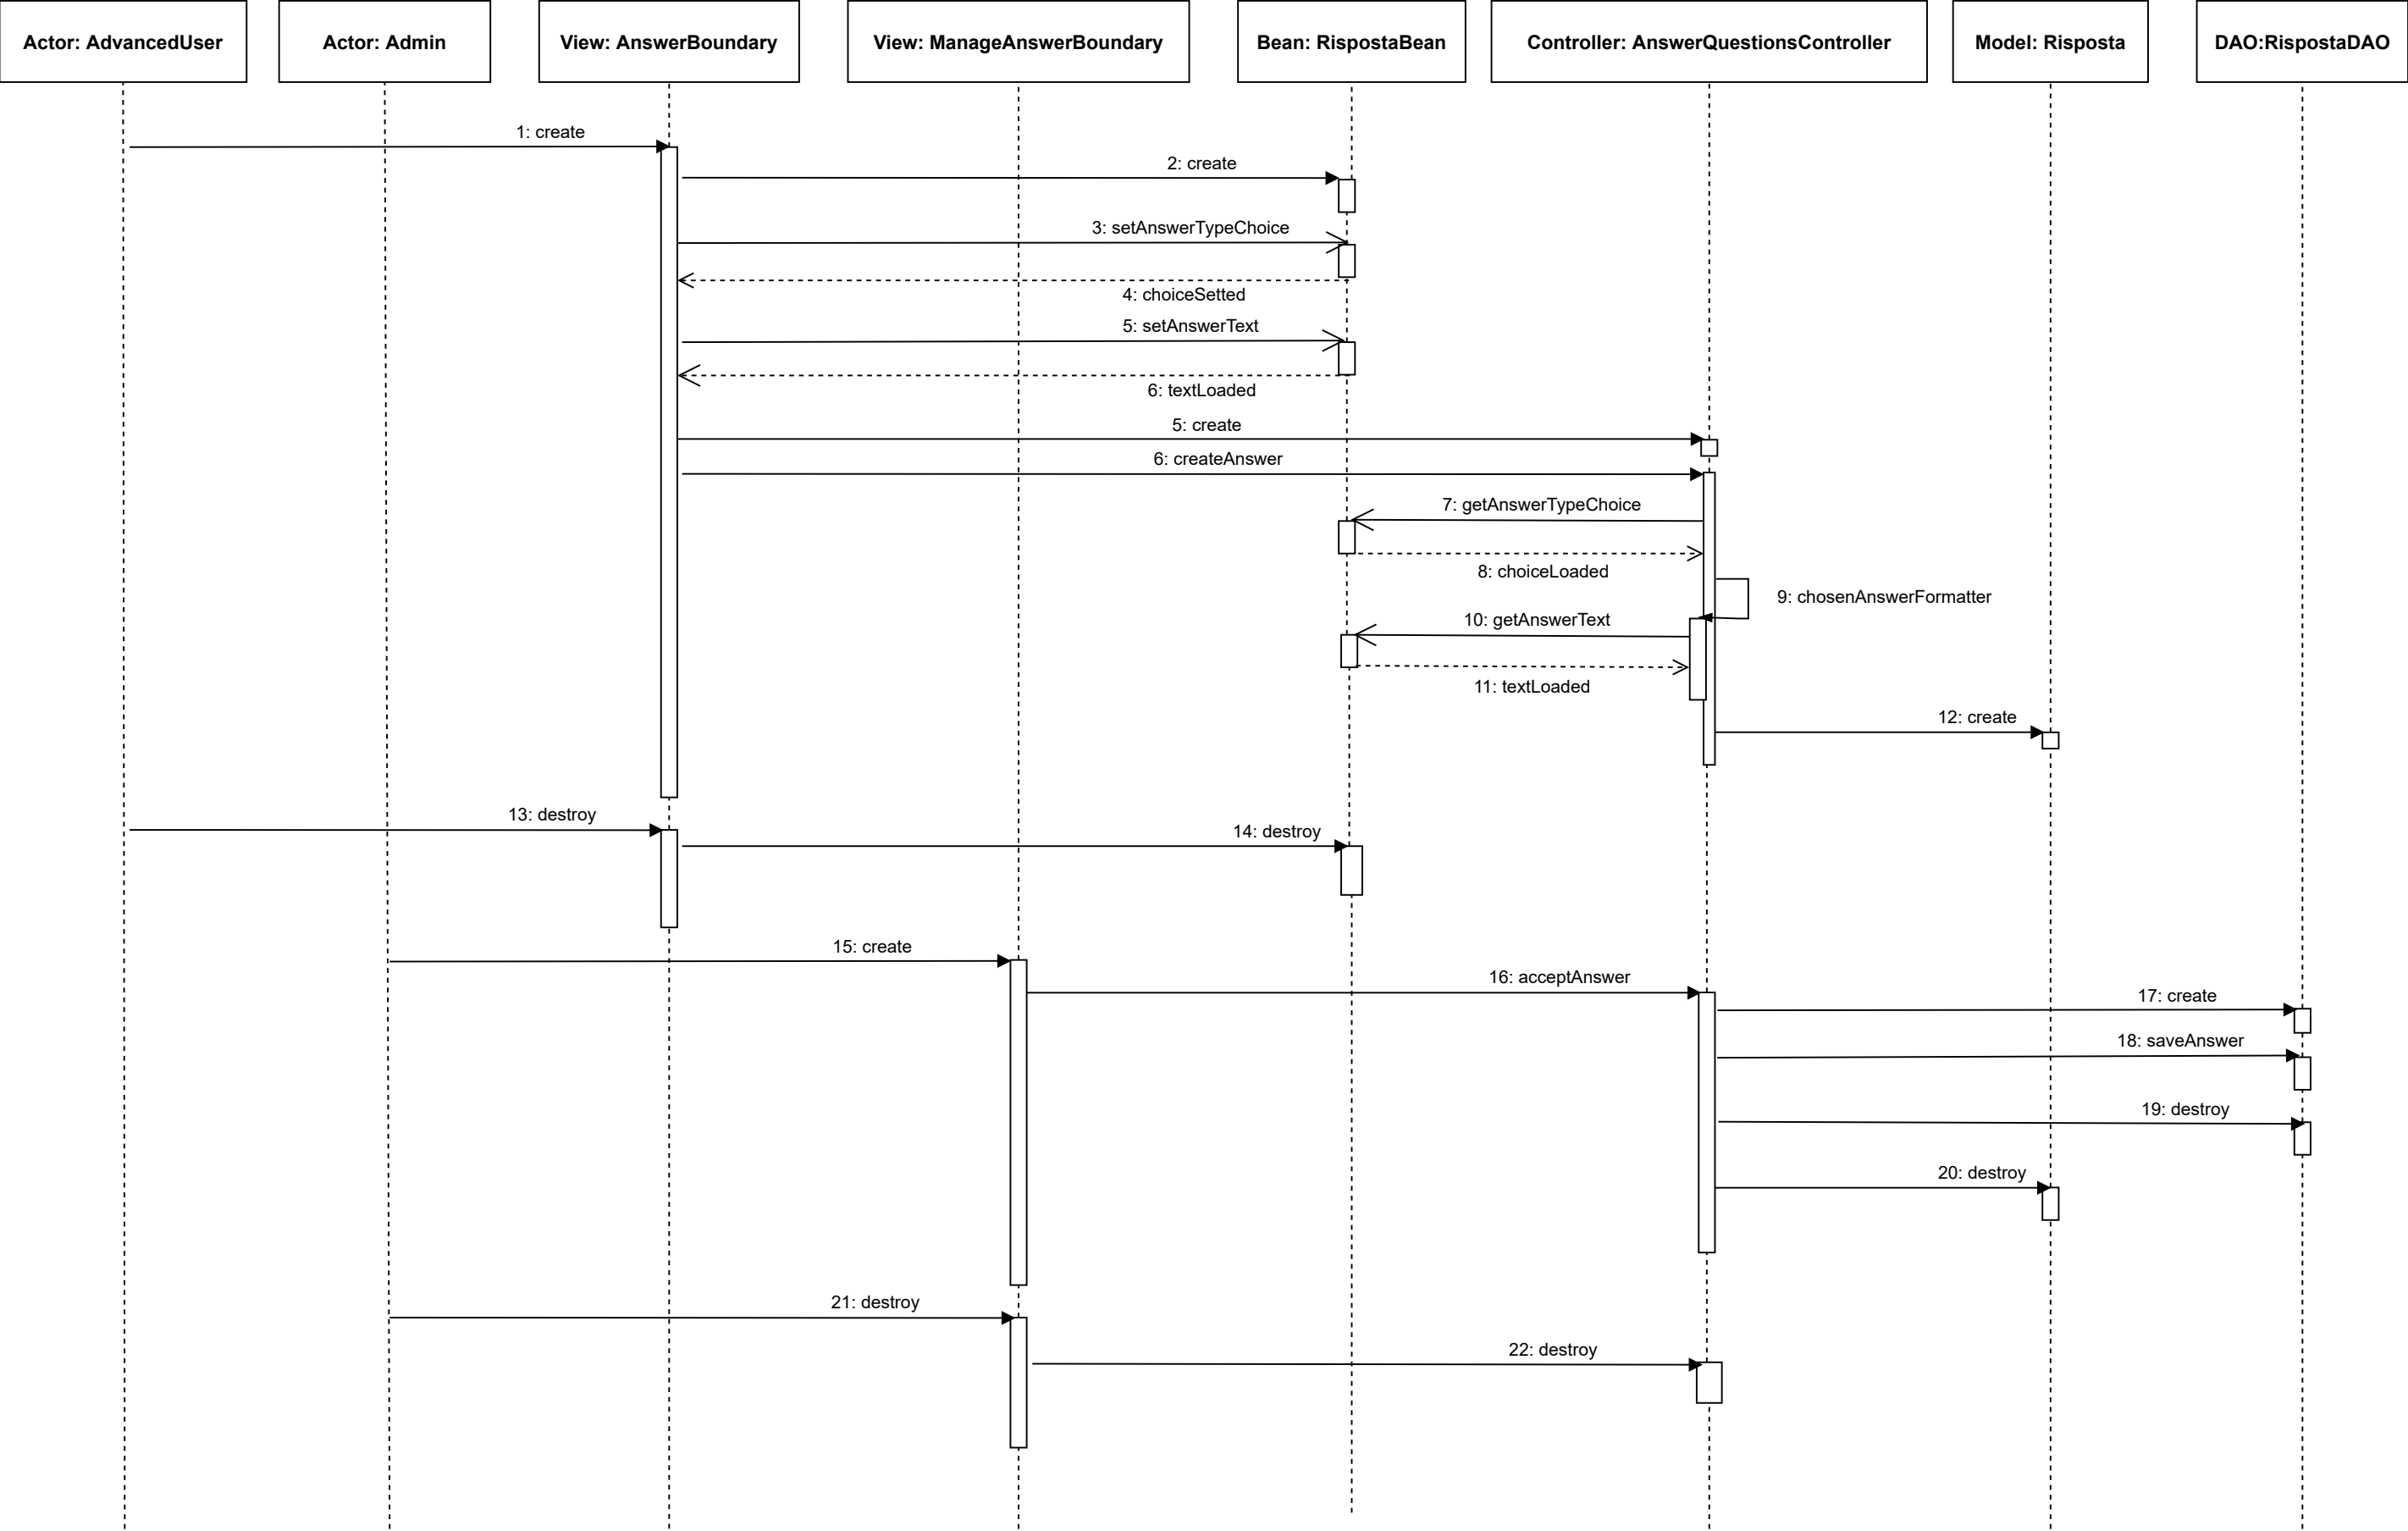 Actor: AdvancedUser
Actor: Admin
View: AnswerBoundary
View: ManageAnswerBoundary
Bean: RispostaBean
Controller: AnswerQuestionsController
Model: Risposta
DAO:RispostaDAO
1: create
2: create
3: setAnswerTypeChoice
4: choiceSetted
5: setAnswerText
6: textLoaded
5: create
6: createAnswer
7: getAnswerTypeChoice
8: choiceLoaded
9: chosenAnswerFormatter
10: getAnswerText
11: textLoaded
12: create
13: destroy
14: destroy
15: create
16: acceptAnswer
17: create
18: saveAnswer
19: destroy
20: destroy
21: destroy
22: destroy